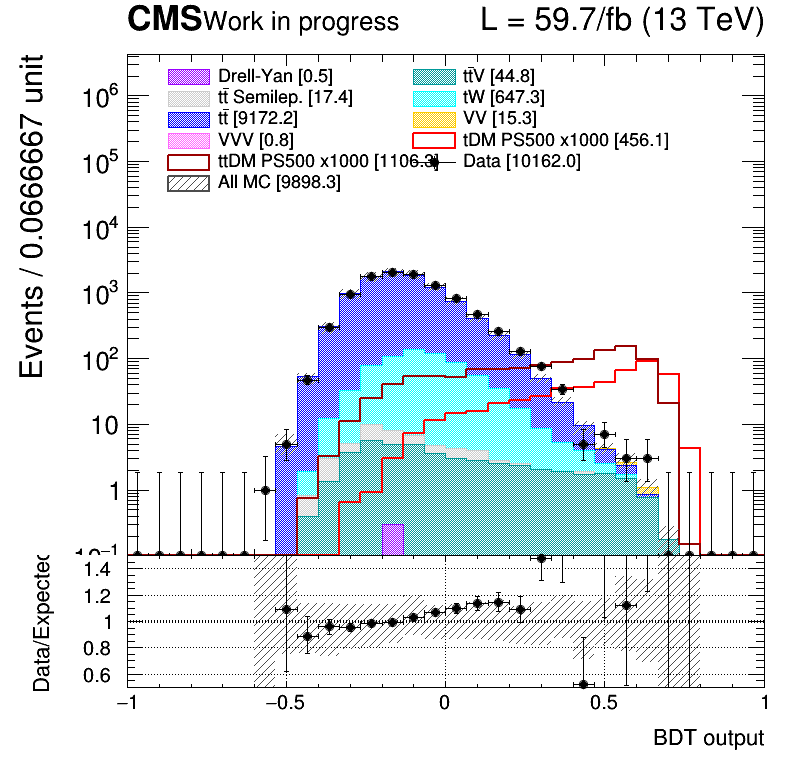 CMS Work in progress L = 59.7/fb (13 TeV)
Events / 0.0666667 unit
Drell-Yan [0.5] tt̄V [44.8]
tt̄ Semilep. [17.4] tW [647.3]
tt̄ [9172.2] VV [15.3]
VVV [0.8] tDM PS500 x1000 [456.1]
ttDM PS500 x1000 [1106.3] Data [10162.0]
All MC [9898.3]
10⁶
10⁵
10⁴
10³
10²
10
1
10⁻¹
Data/Expected
1.4
1.2
1
0.8
0.6
−1 −0.5 0 0.5 1
BDT output